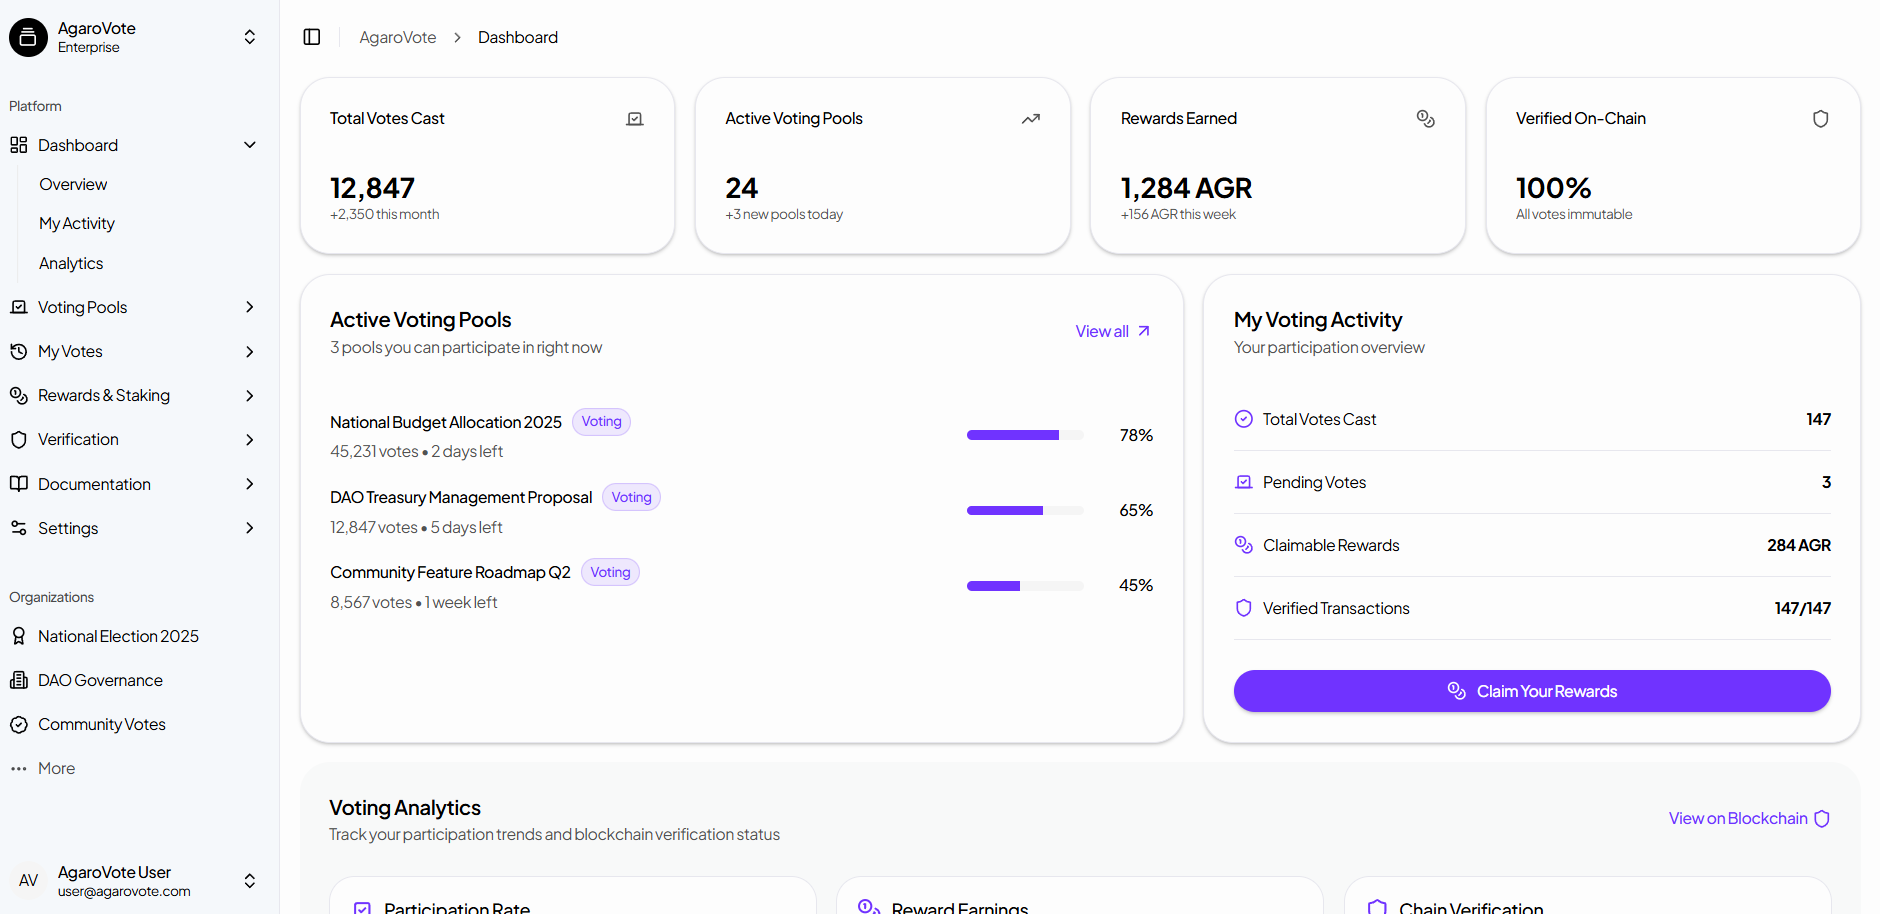 AgaroVote
Enterprise
Platform
Dashboard
Overview
My Activity
Analytics
Voting Pools
My Votes
Rewards & Staking
Verification
Documentation
Settings
Organizations
National Election 2025
DAO Governance
Community Votes
More
AV
AgaroVote User
user@agarovote.com
AgaroVote > Dashboard
Total Votes Cast
12,847
+2,350 this month
Active Voting Pools
24
+3 new pools today
Rewards Earned
1,284 AGR
+156 AGR this week
Verified On-Chain
100%
All votes immutable
Active Voting Pools
3 pools you can participate in right now
View all
National Budget Allocation 2025 Voting
45,231 votes • 2 days left
78%
DAO Treasury Management Proposal Voting
12,847 votes • 5 days left
65%
Community Feature Roadmap Q2 Voting
8,567 votes • 1 week left
45%
My Voting Activity
Your participation overview
Total Votes Cast 147
Pending Votes 3
Claimable Rewards 284 AGR
Verified Transactions 147/147
Claim Your Rewards
Voting Analytics
Track your participation trends and blockchain verification status
View on Blockchain
Participation Rate
Reward Earnings
Chain Verification